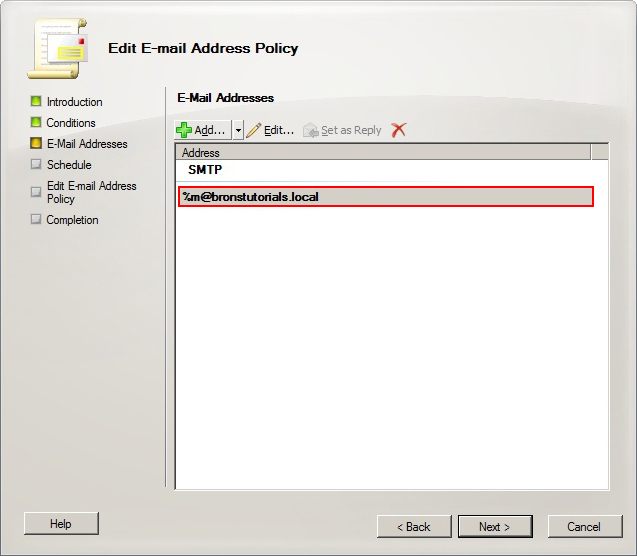 Edit E-mail Address Policy
Introduction
Conditions
E-Mail Addresses
Schedule
Edit E-mail Address
Policy
Completion
E-Mail Addresses
Add... Edit... Set as Reply
Address
SMTP
%m@bronstutorials.local
Help < Back Next > Cancel